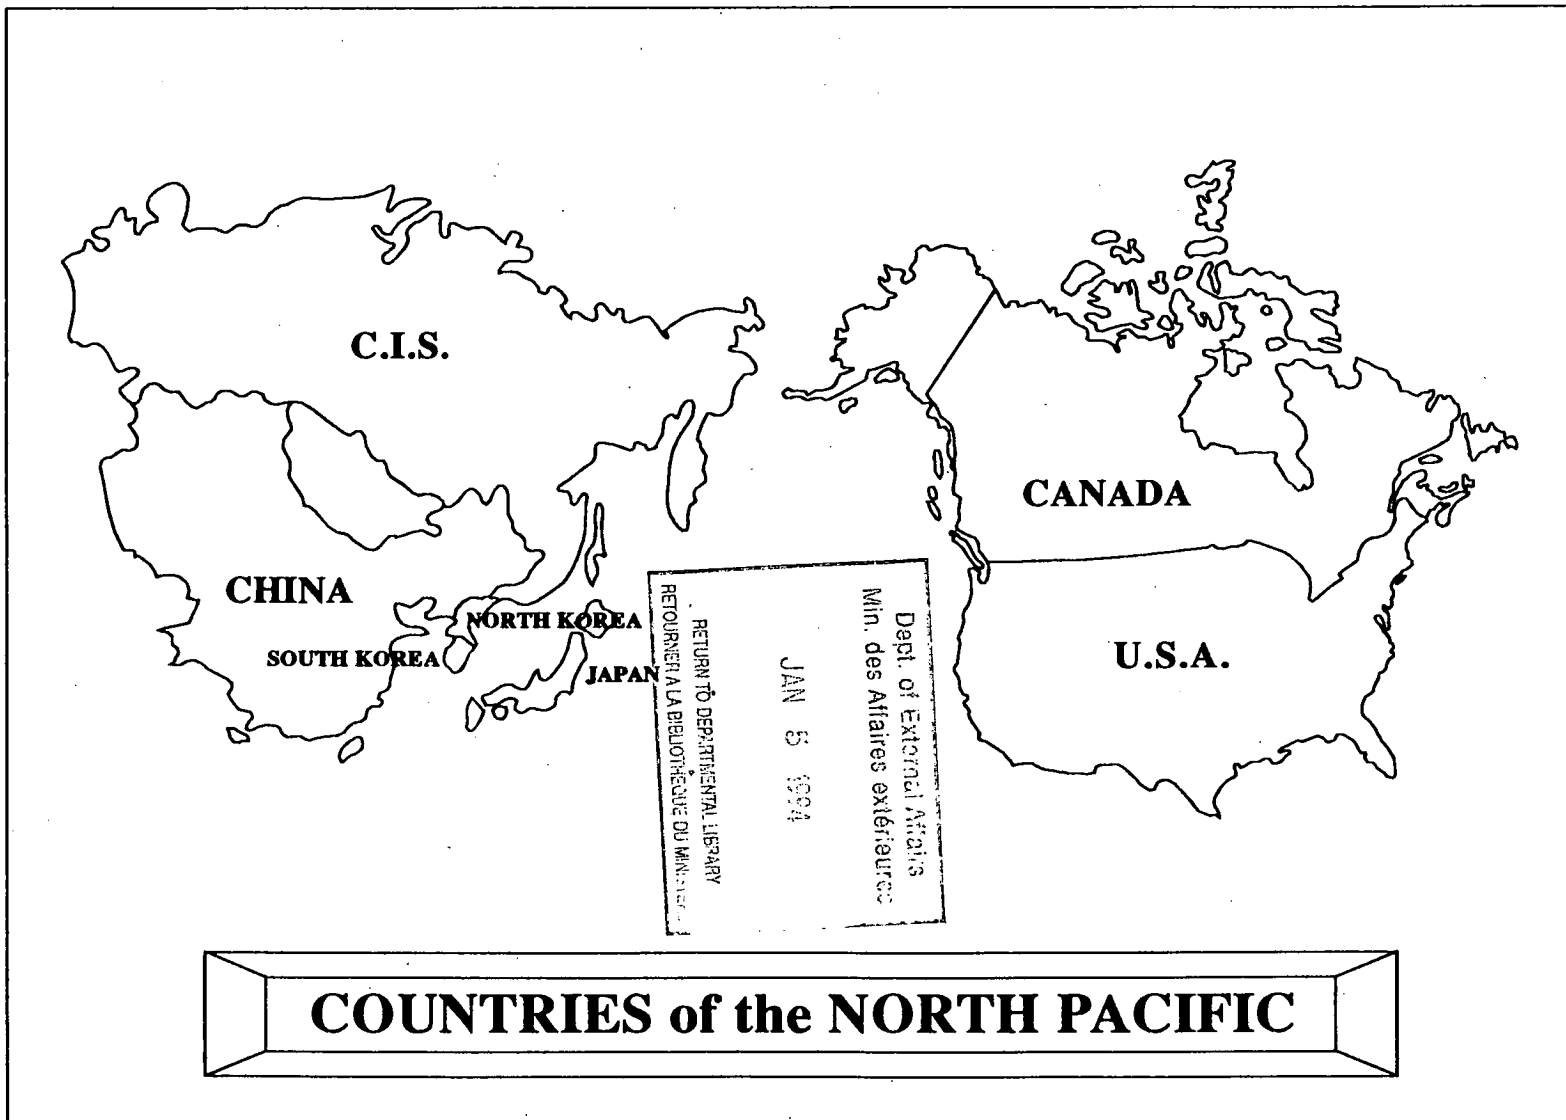 C.I.S.
CANADA
CHINA
NORTH KOREA
SOUTH KOREA
JAPAN
U.S.A.
Dept. of External Affairs
Min. des Affaires extérieures
JAN 5 1994
RETURN TO DEPARTMENTAL LIBRARY
RETOURNER A LA BIBLIOTHEQUE DU
COUNTRIES of the NORTH PACIFIC